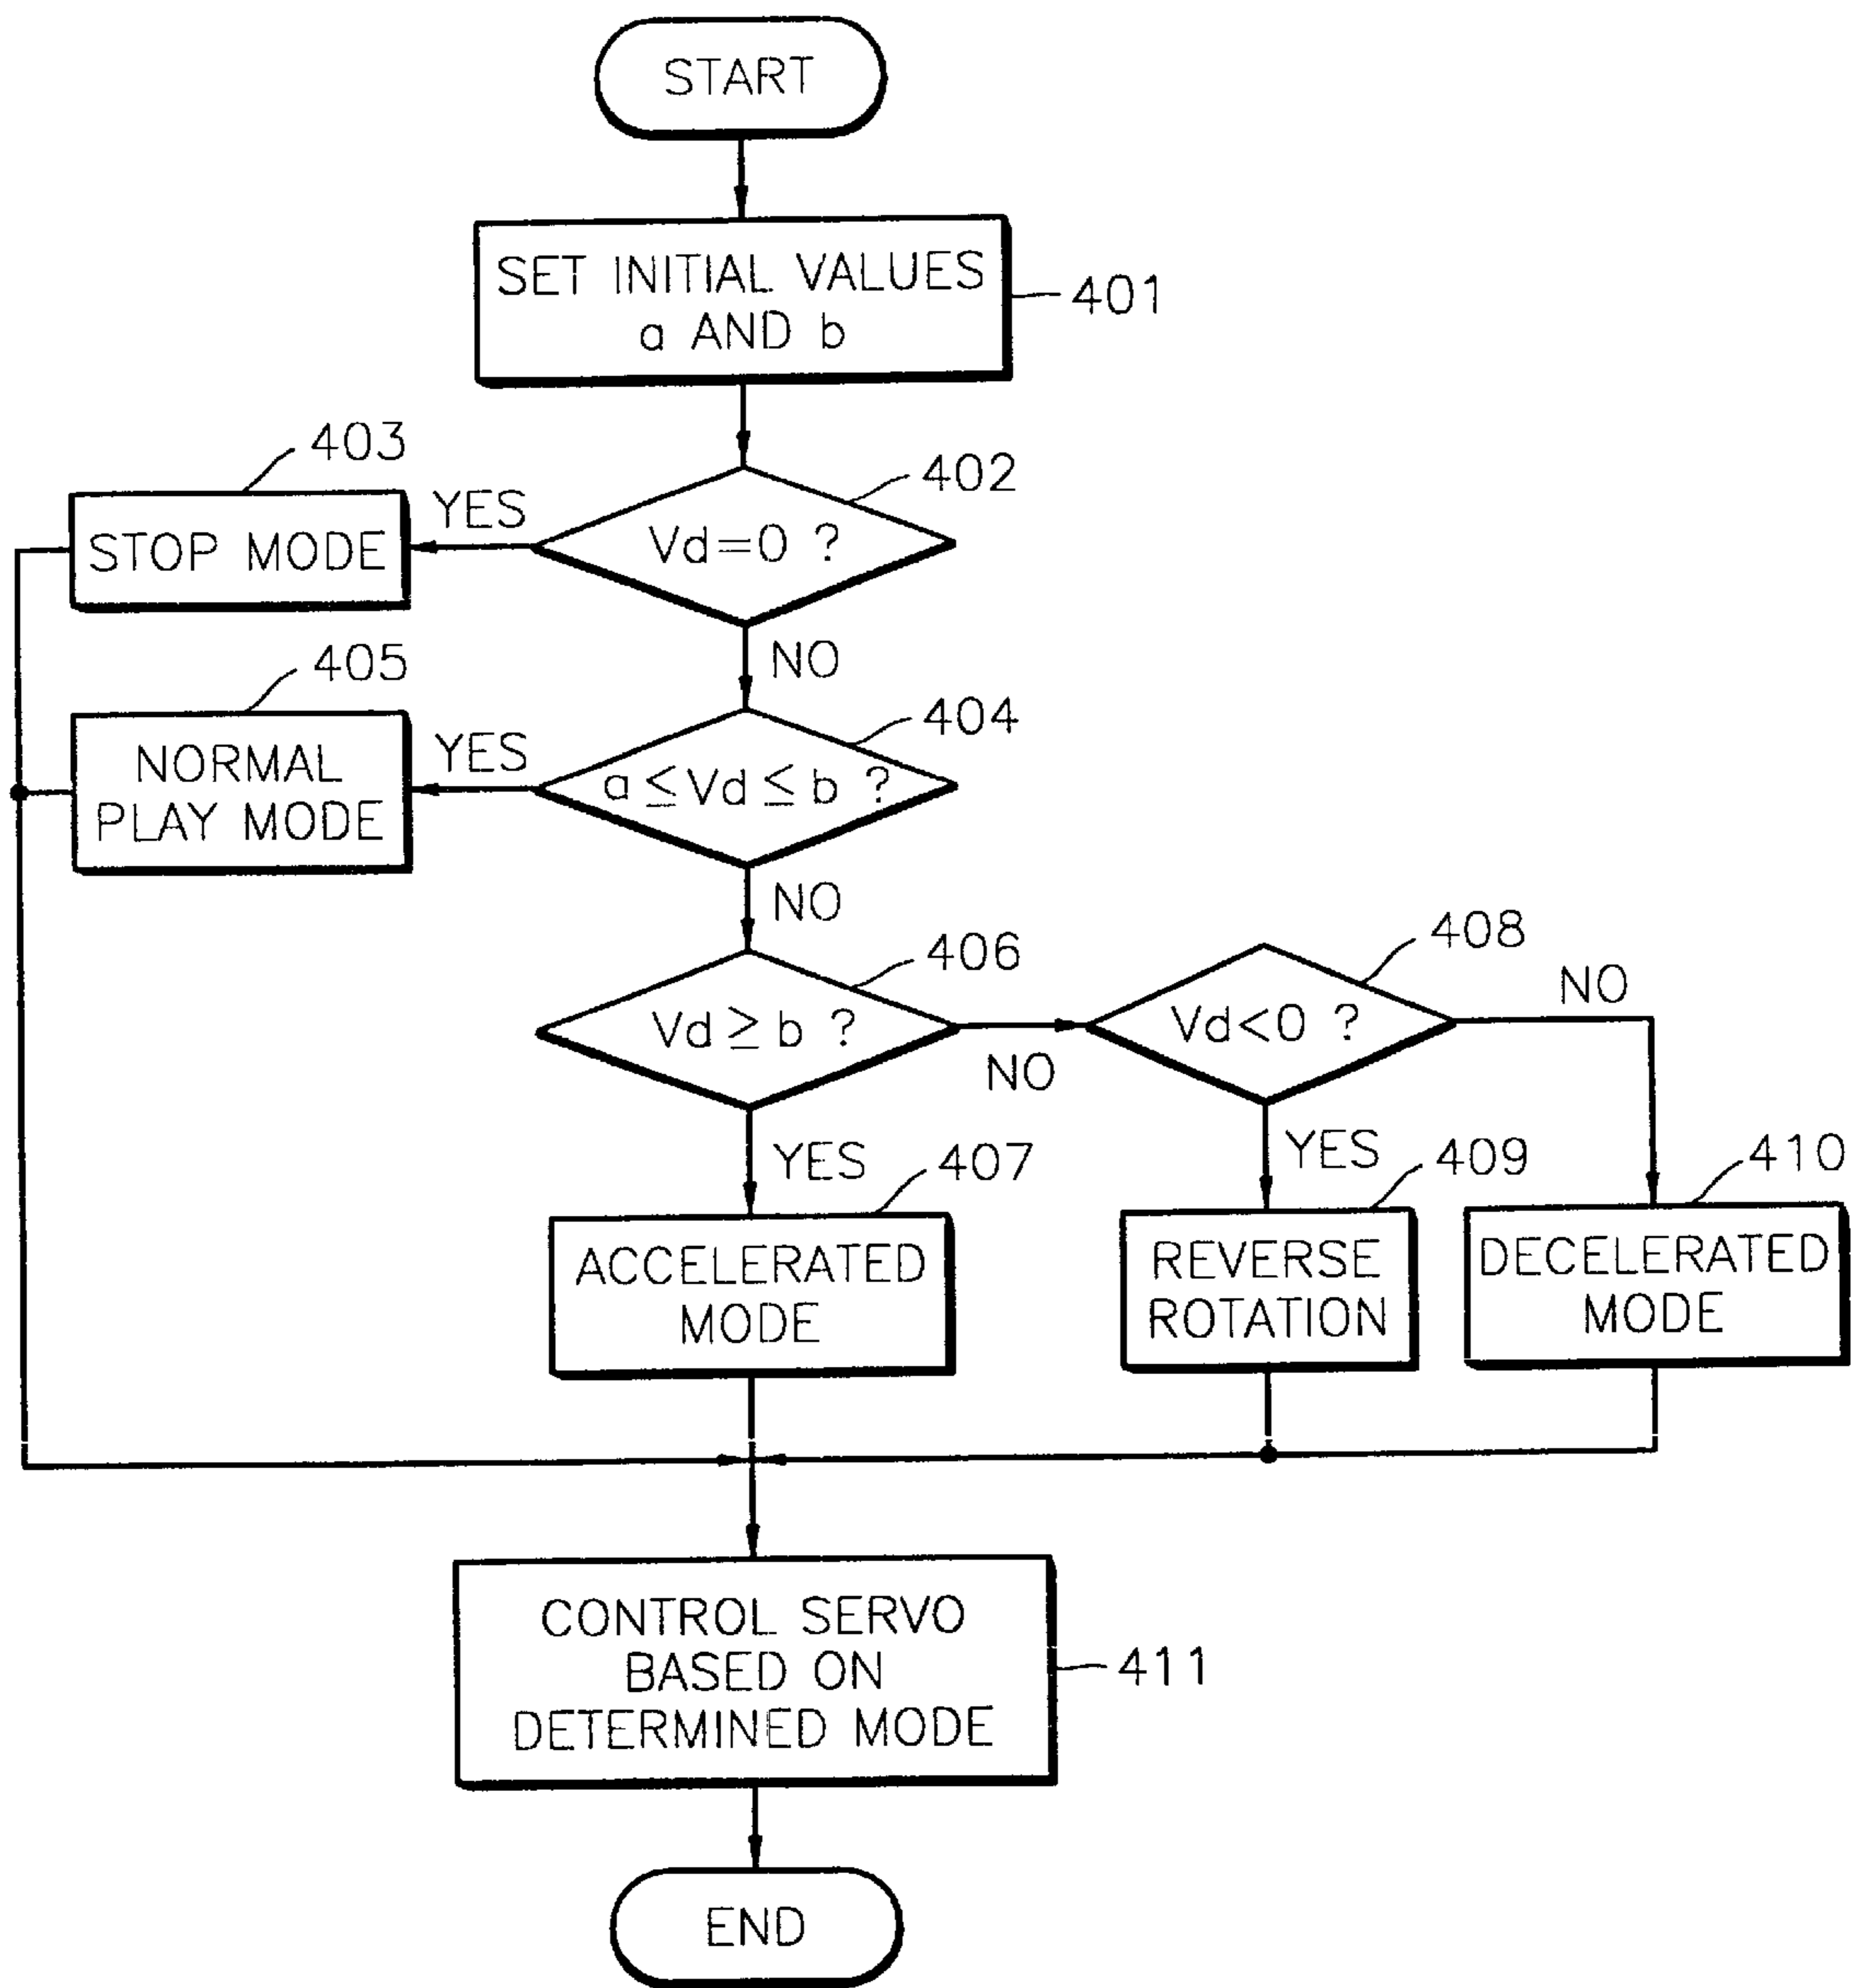 START
SET INITIAL VALUES
a AND b
401
403
402
STOP MODE
YES
Vd=0 ?
NO
405
404
NORMAL
PLAY MODE
YES
a ≤ Vd ≤ b ?
NO
406
408
Vd ≥ b ?
NO
Vd<0 ?
NO
YES
407
YES
409
410
ACCELERATED
MODE
REVERSE
ROTATION
DECELERATED
MODE
CONTROL SERVO
BASED ON
DETERMINED MODE
411
END